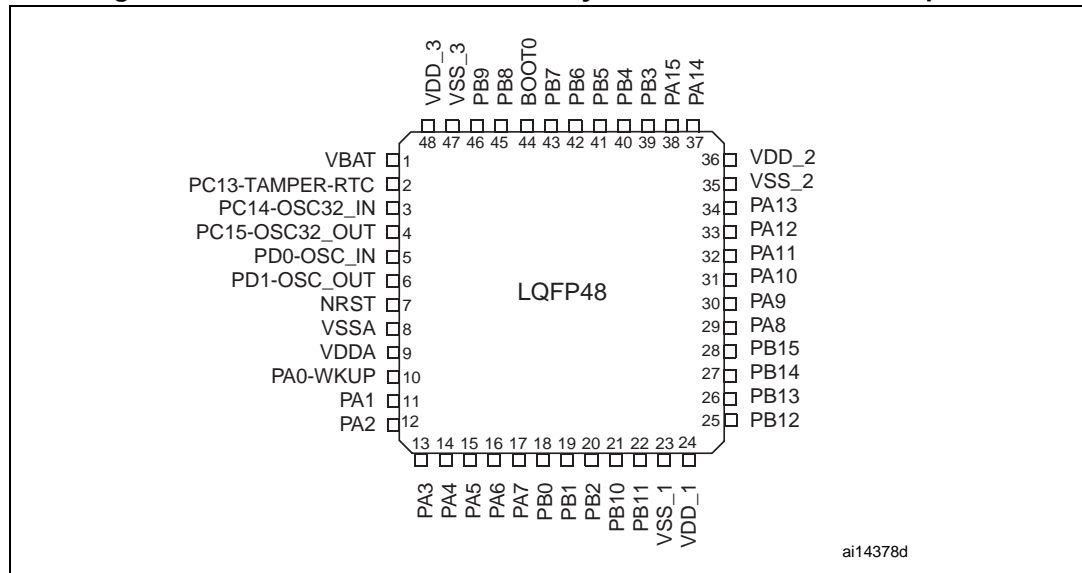 VDD_3
VSS_3
PB9
PB8
BOOT0
PB7
PB6
PB5
PB4
PB3
PA15
PA14
48 47 46 45 44 43 42 41 40 39 38 37
VBAT 1
PC13-TAMPER-RTC 2
PC14-OSC32_IN 3
PC15-OSC32_OUT 4
PD0-OSC_IN 5
PD1-OSC_OUT 6
NRST 7
VSSA 8
VDDA 9
PA0-WKUP 10
PA1 11
PA2 12
LQFP48
36 VDD_2
35 VSS_2
34 PA13
33 PA12
32 PA11
31 PA10
30 PA9
29 PA8
28 PB15
27 PB14
26 PB13
25 PB12
13 14 15 16 17 18 19 20 21 22 23 24
PA3
PA4
PA5
PA6
PA7
PB0
PB1
PB2
PB10
PB11
VSS_1
VDD_1
ai14378d